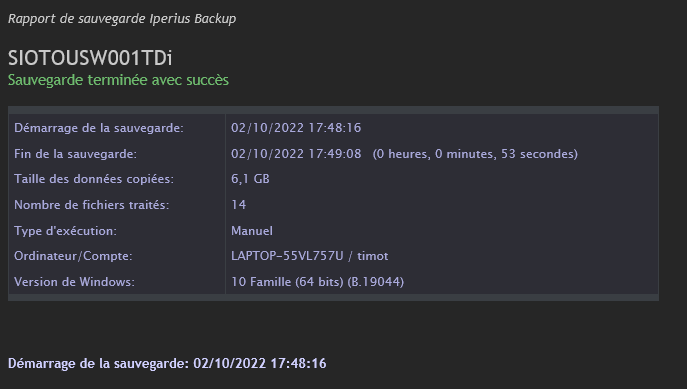 Rapport de sauvegarde Iperius Backup
SIOTOUSW001TDi
Sauvegarde terminée avec succès
Démarrage de la sauvegarde: 02/10/2022 17:48:16
Fin de la sauvegarde: 02/10/2022 17:49:08 (0 heures, 0 minutes, 53 secondes)
Taille des données copiées: 6,1 GB
Nombre de fichiers traités: 14
Type d'exécution: Manuel
Ordinateur/Compte: LAPTOP-55VL757U / timot
Version de Windows: 10 Famille (64 bits) (B.19044)
Démarrage de la sauvegarde: 02/10/2022 17:48:16